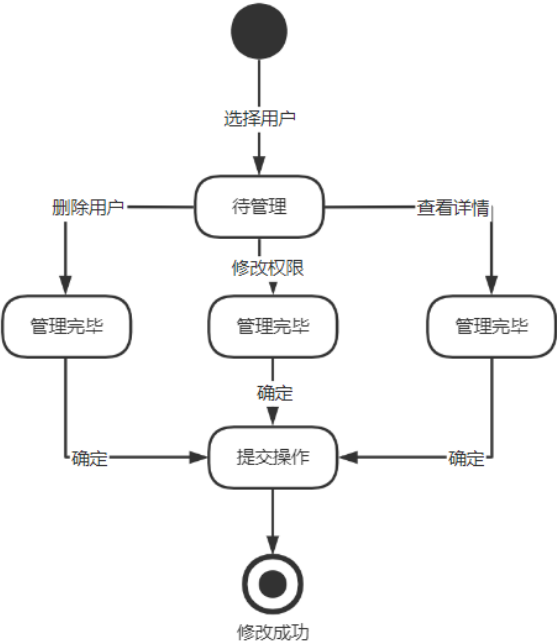 选择用户
删除用户
待管理
查看详情
修改权限
管理完毕
管理完毕
管理完毕
确定
确定
提交操作
确定
修改成功